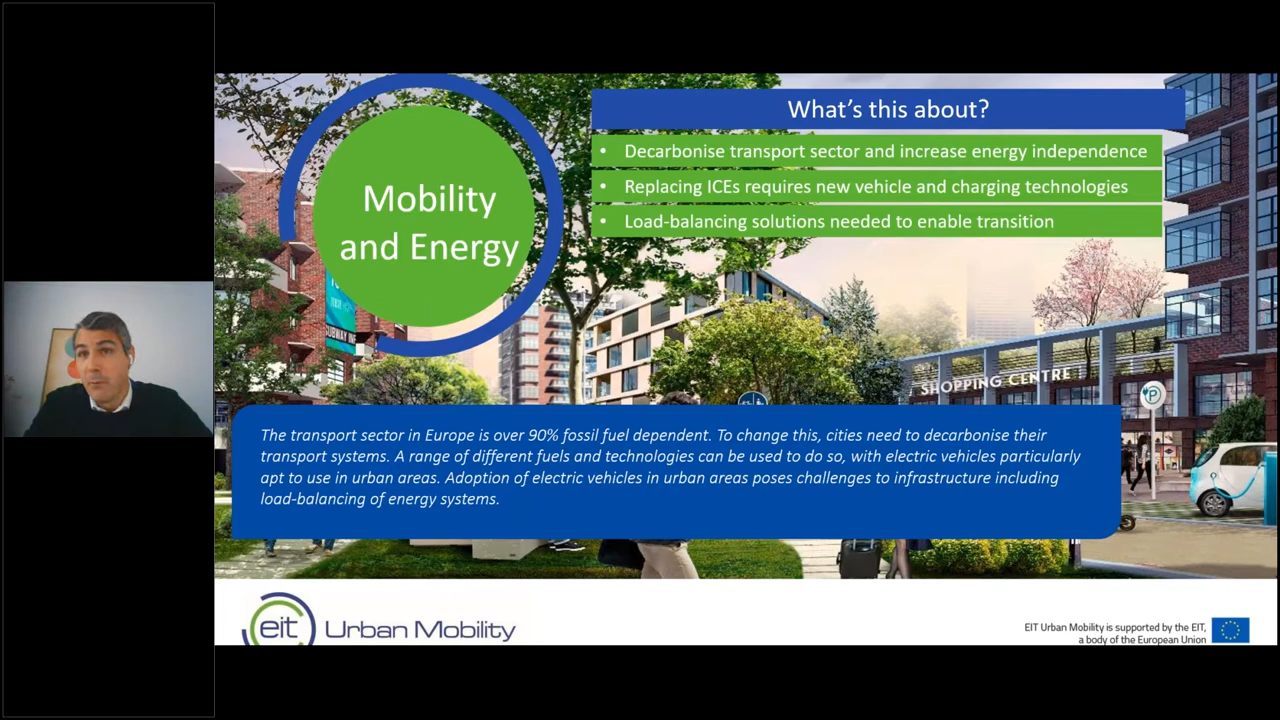 What's this about?
• Decarbonise transport sector and increase energy independence
• Replacing ICEs requires new vehicle and charging technologies
• Load-balancing solutions needed to enable transition
Mobility
and Energy
SUBWAY
SHOPPING CENTRE
P
The transport sector in Europe is over 90% fossil fuel dependent. To change this, cities need to decarbonise their
transport systems. A range of different fuels and technologies can be used to do so, with electric vehicles particularly
apt to use in urban areas. Adoption of electric vehicles in urban areas poses challenges to infrastructure including
load-balancing of energy systems.
eit Urban Mobility
EIT Urban Mobility is supported by the EIT,
a body of the European Union